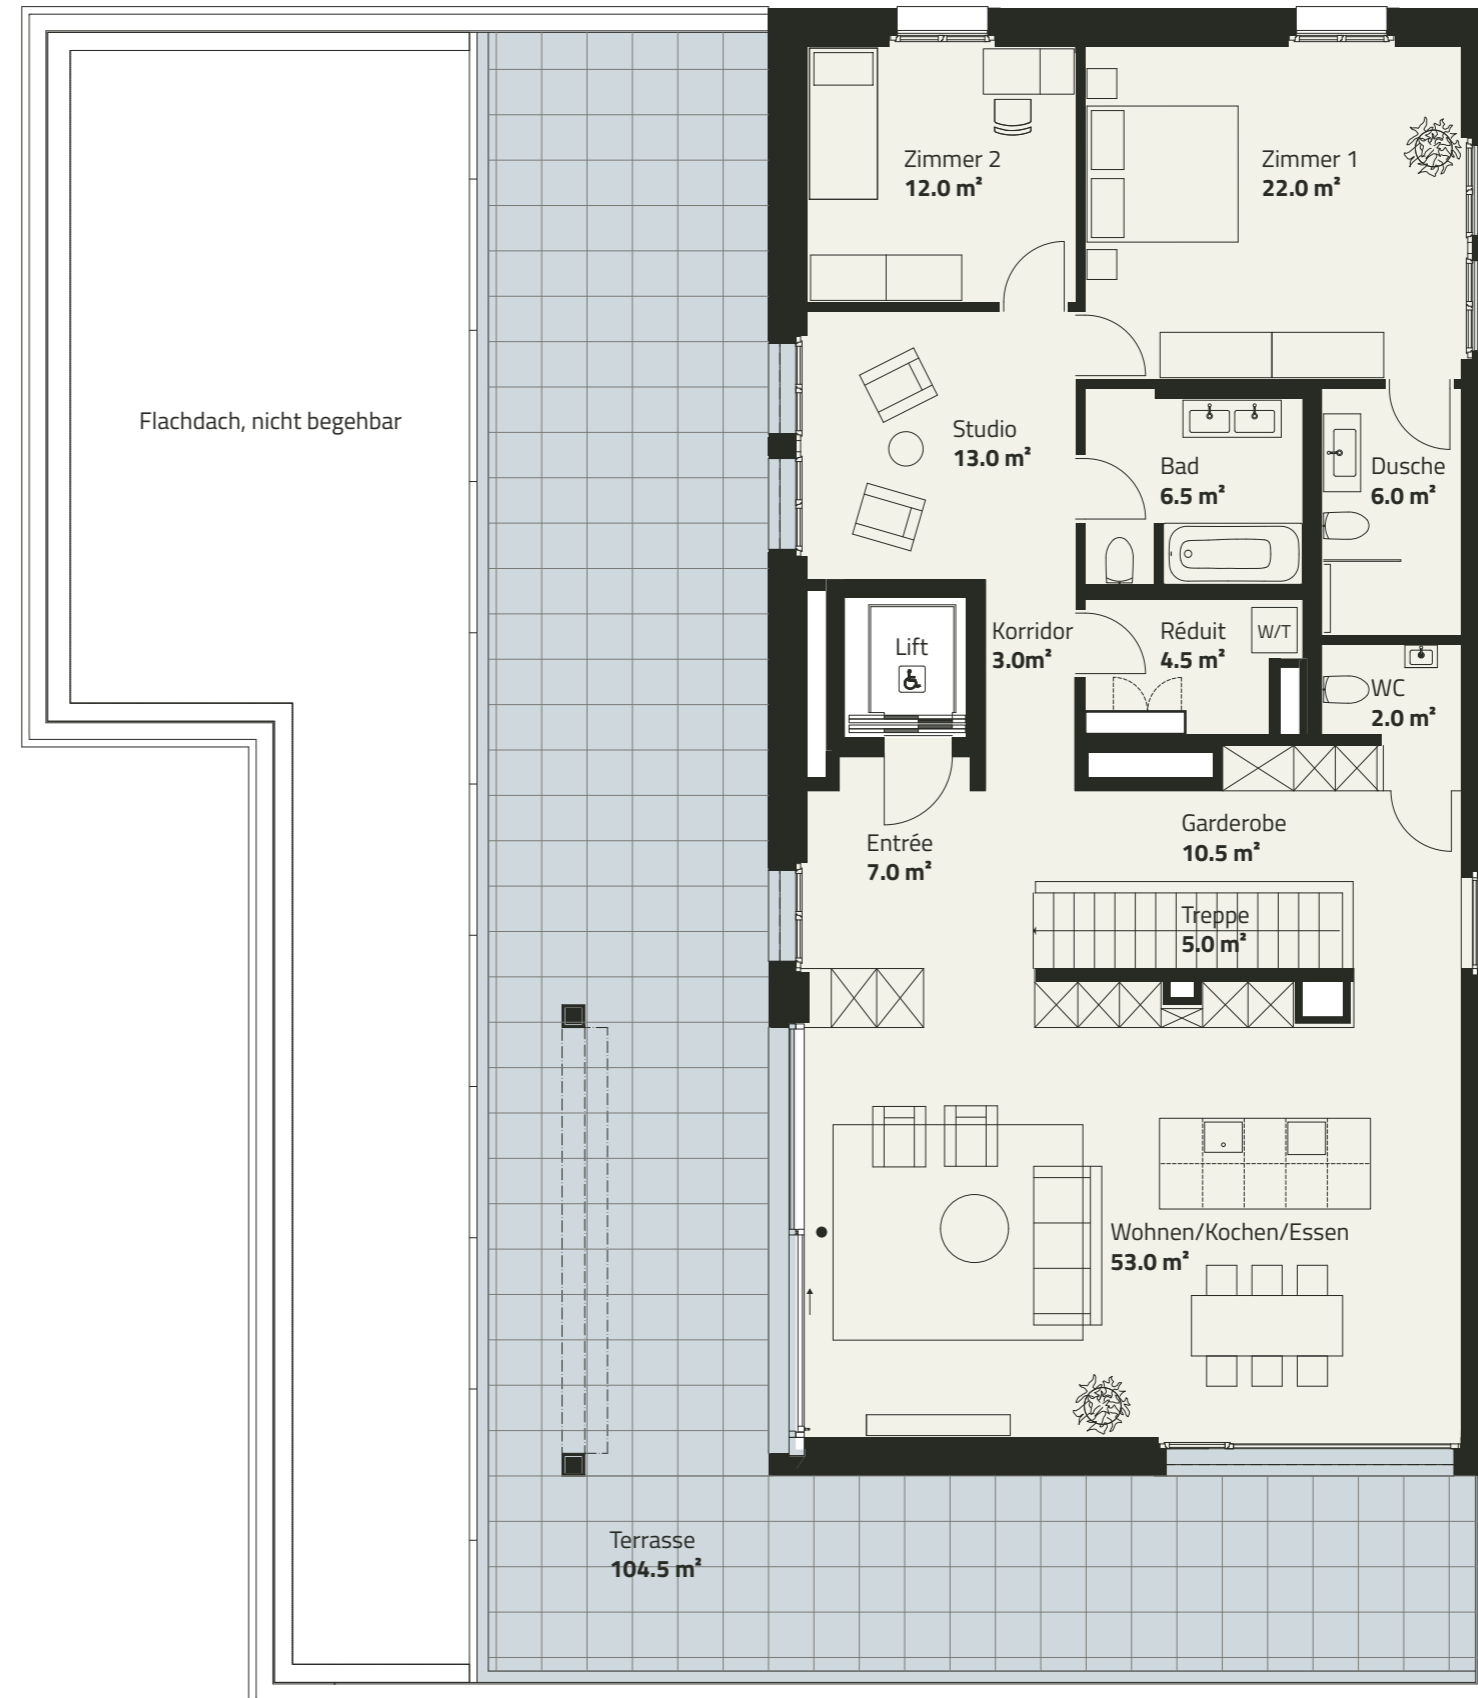 Zimmer 2
12.0 m²
Zimmer 1
22.0 m²
Flachdach, nicht begehbar
Studio
13.0 m²
Bad
6.5 m²
Dusche
6.0 m²
Lift
Korridor
3.0m²
Réduit
4.5 m²
W/T
WC
2.0 m²
Entrée
7.0 m²
Garderobe
10.5 m²
Treppe
5.0 m²
Wohnen/Kochen/Essen
53.0 m²
Terrasse
104.5 m²